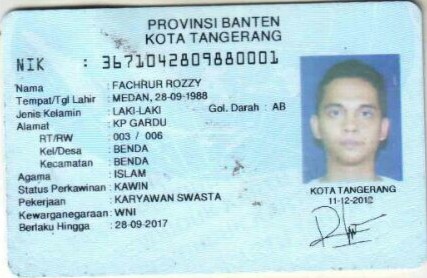 PROVINSI BANTEN
KOTA TANGERANG
NIK : 3671042809880001
Nama : FACHRUR ROZZY
Tempat/Tgl Lahir : MEDAN, 28-09-1988
Jenis Kelamin : LAKI-LAKI Gol. Darah : AB
Alamat : KP GARDU
RT/RW : 003 / 006
Kel/Desa : BENDA
Kecamatan : BENDA
Agama : ISLAM
Status Perkawinan : KAWIN
Pekerjaan : KARYAWAN SWASTA
Kewarganegaraan : WNI
Berlaku Hingga : 28-09-2017
KOTA TANGERANG
11-12-2012